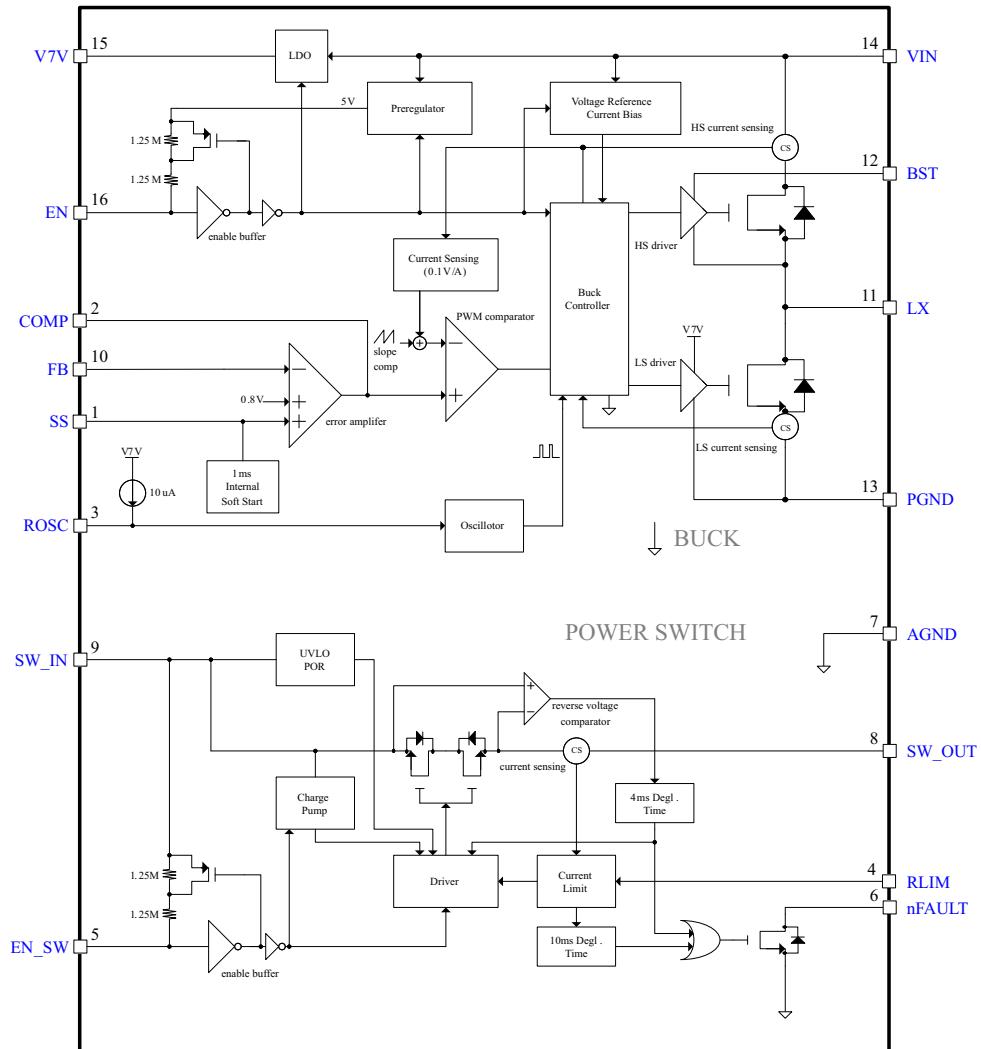 15
14
V7V
LDO
VIN
5V
Preregulator
Voltage Reference
Current Bias
HS current sensing
1.25 M
CS
12
BST
1.25 M
16
EN
enable buffer
HS driver
Current Sensing
(0.1V/A)
Buck
Controller
2
COMP
11
LX
PWM comparator
slope
comp
V7V
10
FB
LS driver
0.8V
1
SS
error amplifer
CS
LS current sensing
V7V
1ms
Internal
Soft Start
10uA
13
PGND
3
ROSC
Oscillotor
BUCK
POWER SWITCH
7
AGND
9
SW_IN
UVLO
POR
reverse voltage
comparator
8
SW_OUT
CS
current sensing
Charge
Pump
4ms Degl .
Time
1.25M
Driver
Current
Limit
4
RLIM
6
nFAULT
1.25M
5
EN_SW
10ms Degl .
Time
enable buffer